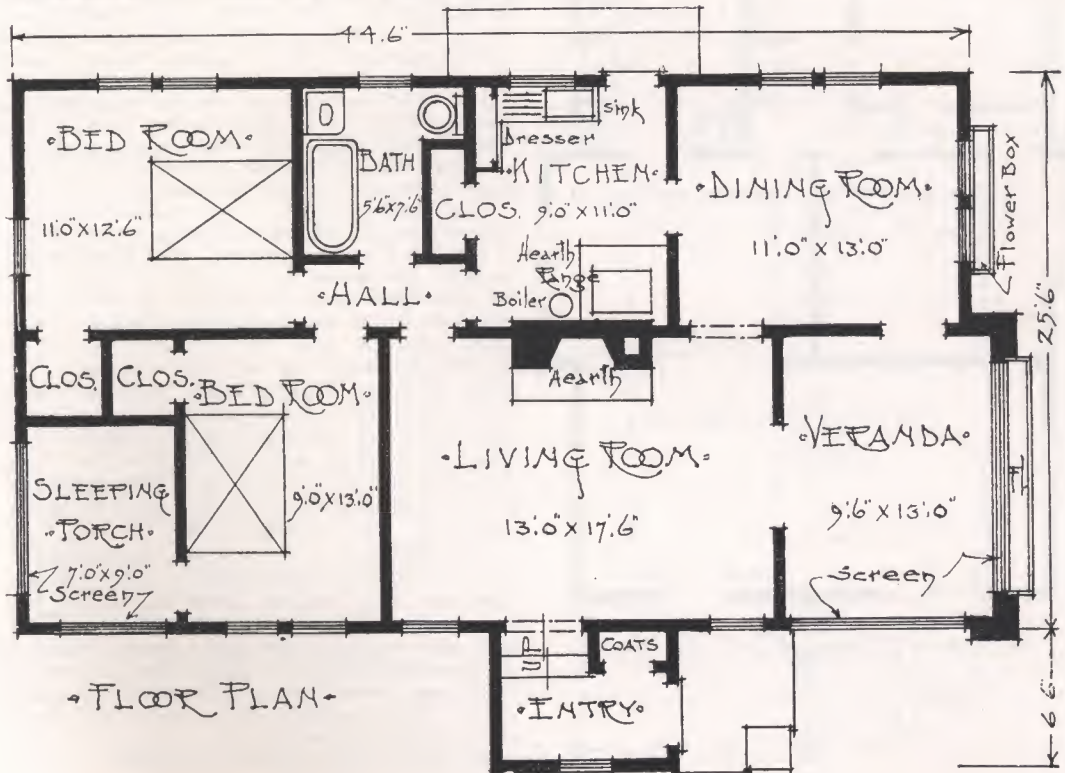 44'.6"
·BED ROOM·
11'.0" X 12'.6"
BATH
5'6"X7'6"
CLOS.
sink
Dresser
·KITCHEN·
9'.0" X 11'.0"
Hearth
Range
Boiler
·DINING ROOM·
11'.0" X 13'.0"
Flower Box
25'.6"
·HALL·
CLOS.
CLOS.
·BED ROOM·
9'.0"X13'.0"
SLEEPING
·PORCH·
7'.0"X9'.0"
Screen
Hearth
·LIVING ROOM·
13'.0" X 17'.6"
·VERANDA·
9'.6" X 13'.0"
Screen
UP
COATS
·ENTRY·
6'.6"
·FLOOR PLAN·